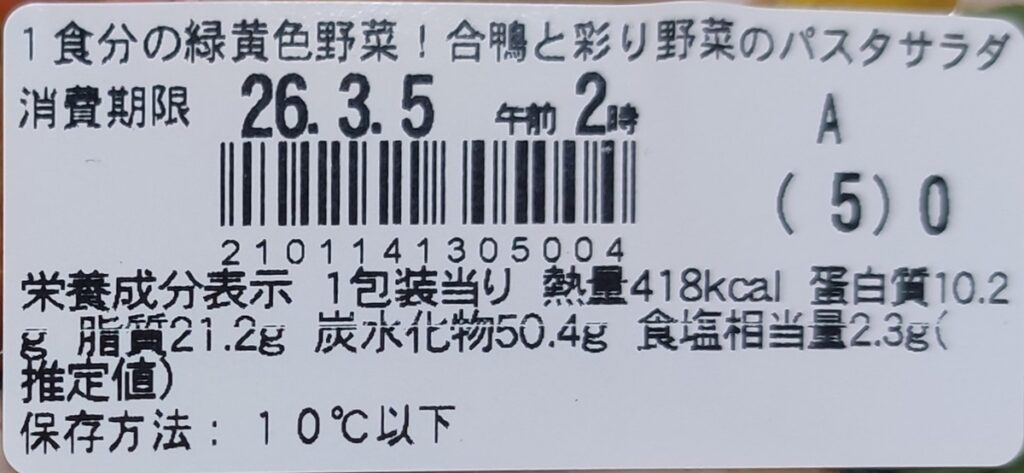 1食分の緑黄色野菜！合鴨と彩り野菜のパスタサラダ
消費期限 26.3.5 午前 2時 A
(5)0
2101141305004
栄養成分表示 1包装当り 熱量418kcal 蛋白質10.2
g 脂質21.2g 炭水化物50.4g 食塩相当量2.3g(
推定値)
保存方法：10℃以下